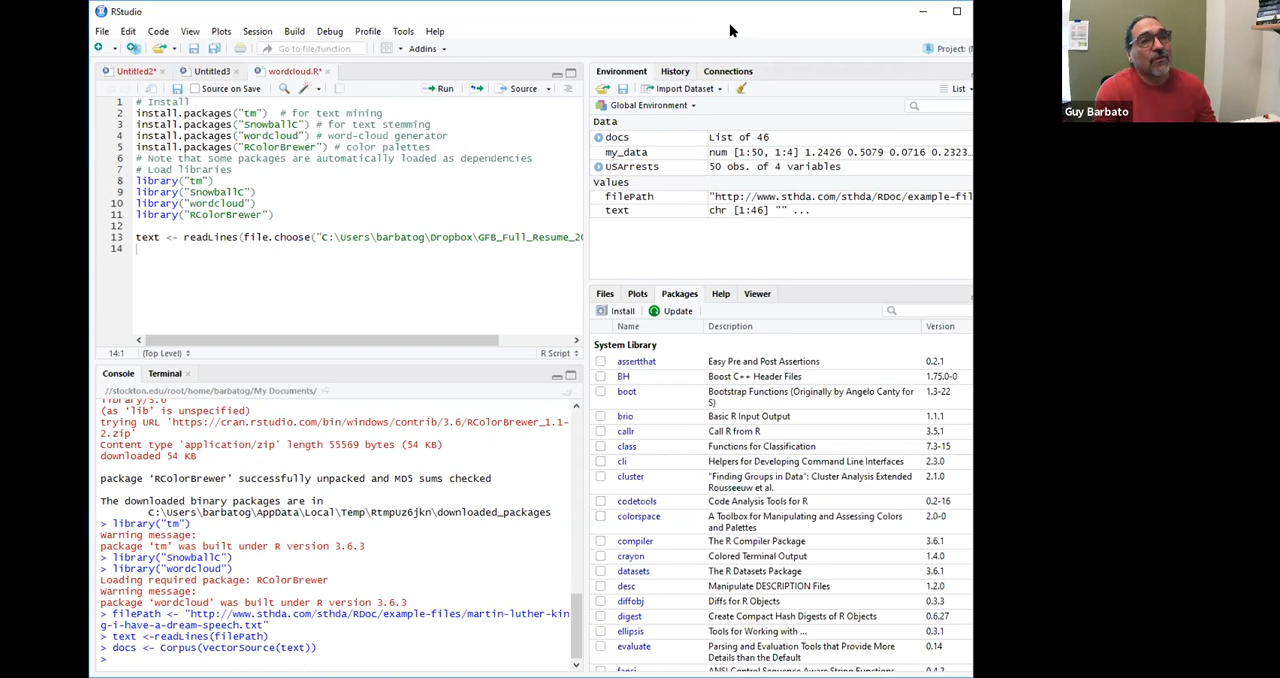 RStudio
File Edit Code View Plots Session Build Debug Profile Tools Help
Go to file/function Addins Project: (
Untitled2* Untitled3 wordcloud.R*
Source on Save Run Source
1 # Install
2 install.packages("tm") # for text mining
3 install.packages("SnowballC") # for text stemming
4 install.packages("wordcloud") # word-cloud generator
5 install.packages("RColorBrewer") # color palettes
6 # Note that some packages are automatically loaded as dependencies
7 # Load libraries
8 library("tm")
9 library("SnowballC")
10 library("wordcloud")
11 library("RColorBrewer")
12
13 text <- readLines(file.choose("C:\Users\barbatog\Dropbox\GFB_Full_Resume_20
14
14:1 (Top Level) R Script
Console Terminal
//stockton.edu/root/home/barbatog/My Documents/
library/3.6
(as ‘lib’ is unspecified)
trying URL 'https://cran.rstudio.com/bin/windows/contrib/3.6/RColorBrewer_1.1-
2.zip'
Content type 'application/zip' length 55569 bytes (54 KB)
downloaded 54 KB
package ‘RColorBrewer’ successfully unpacked and MD5 sums checked
The downloaded binary packages are in
C:\Users\barbatog\AppData\Local\Temp\RtmpUz6jkn\downloaded_packages
> library("tm")
Warning message:
package ‘tm’ was built under R version 3.6.3
> library("SnowballC")
> library("wordcloud")
Loading required package: RColorBrewer
Warning message:
package ‘wordcloud’ was built under R version 3.6.3
> filePath <- "http://www.sthda.com/sthda/RDoc/example-files/martin-luther-kin
g-i-have-a-dream-speech.txt"
> text <-readLines(filePath)
> docs <- Corpus(VectorSource(text))
>
Environment History Connections
Import Dataset List
Global Environment
Data
docs List of 46
my_data num [1:50, 1:4] 1.2426 0.5079 0.0716 0.2323...
USArrests 50 obs. of 4 variables
Values
filePath "http://www.sthda.com/sthda/RDoc/example-fil
text chr [1:46] "" ...
Files Plots Packages Help Viewer
Install Update
Name Description Version
System Library
assertthat Easy Pre and Post Assertions 0.2.1
BH Boost C++ Header Files 1.75.0-0
boot Bootstrap Functions (Originally by Angelo Canty for 1.3-22
S)
brio Basic R Input Output 1.1.1
callr Call R from R 3.5.1
class Functions for Classification 7.3-15
cli Helpers for Developing Command Line Interfaces 2.3.0
cluster "Finding Groups in Data": Cluster Analysis Extended 2.1.0
Rousseeuw et al.
codetools Code Analysis Tools for R 0.2-16
colorspace A Toolbox for Manipulating and Assessing Colors 2.0-0
and Palettes
compiler The R Compiler Package 3.6.1
crayon Colored Terminal Output 1.4.0
datasets The R Datasets Package 3.6.1
desc Manipulate DESCRIPTION Files 1.2.0
diffobj Diffs for R Objects 0.3.3
digest Create Compact Hash Digests of R Objects 0.6.27
ellipsis Tools for Working with ... 0.3.1
evaluate Parsing and Evaluation Tools that Provide More 0.14
Details than the Default
fansi ANSI Control Sequence Aware String Functions 0.4.2
Guy Barbato